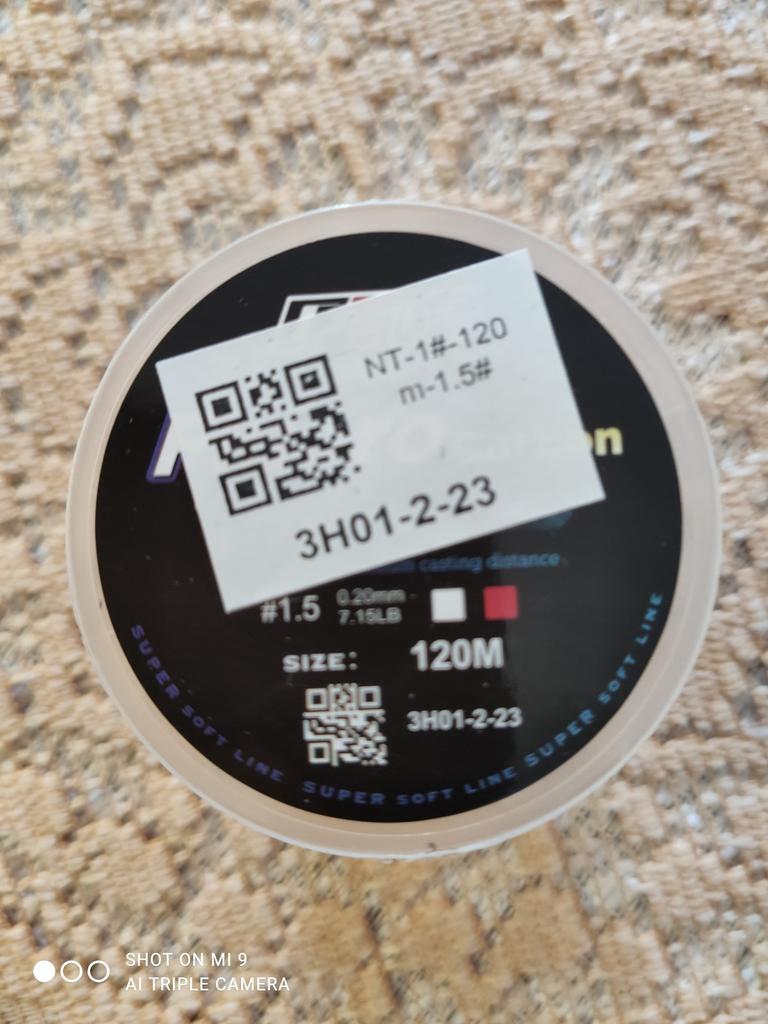 NT-1#-120
m-1.5#
3H01-2-23
casting distance
#1.5
0.20mm
7.15LB
SIZE: 120M
3H01-2-23
SUPER SOFT LINE SUPER SOFT LINE SUPER SOFT LINE
SHOT ON MI 9
AI TRIPLE CAMERA